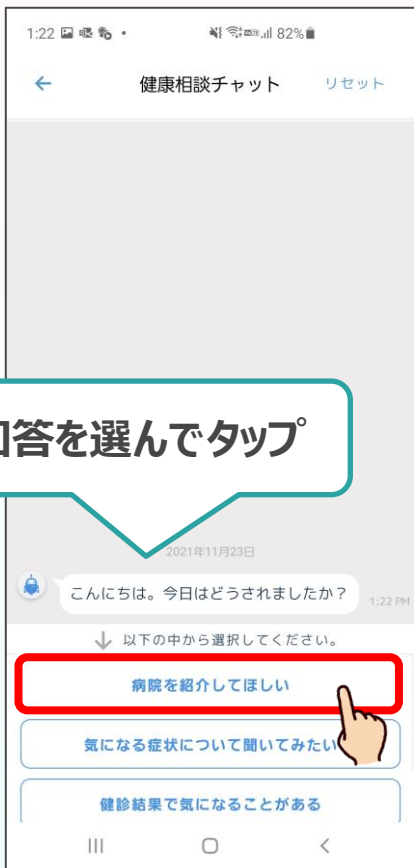 1:22 82%
健康相談チャット リセット
答を選んでタップ
2021年11月23日
こんにちは。今日はどうされましたか？
1:22 PM
以下の中から選択してください。
病院を紹介してほしい
気になる症状について聞いてみたい
健診結果で気になることがある